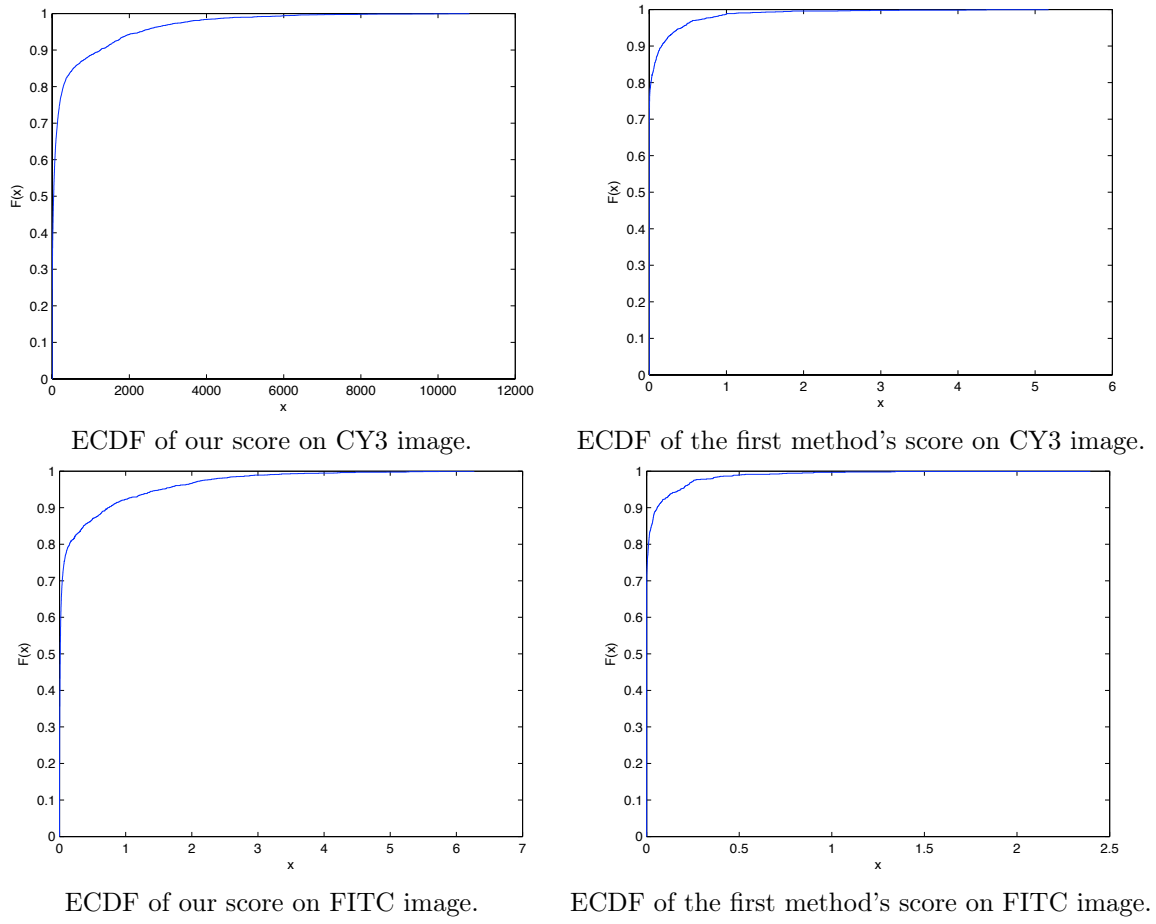 1
0.9
0.8
0.7
0.6
0.5
0.4
0.3
0.2
0.1
0
F(x)
0 2000 4000 6000 8000 10000 12000
x
ECDF of our score on CY3 image.
1
0.9
0.8
0.7
0.6
0.5
0.4
0.3
0.2
0.1
0
F(x)
0 1 2 3 4 5 6
x
ECDF of the first method's score on CY3 image.
1
0.9
0.8
0.7
0.6
0.5
0.4
0.3
0.2
0.1
0
F(x)
0 1 2 3 4 5 6 7
x
ECDF of our score on FITC image.
1
0.9
0.8
0.7
0.6
0.5
0.4
0.3
0.2
0.1
0
F(x)
0 0.5 1 1.5 2 2.5
x
ECDF of the first method's score on FITC image.